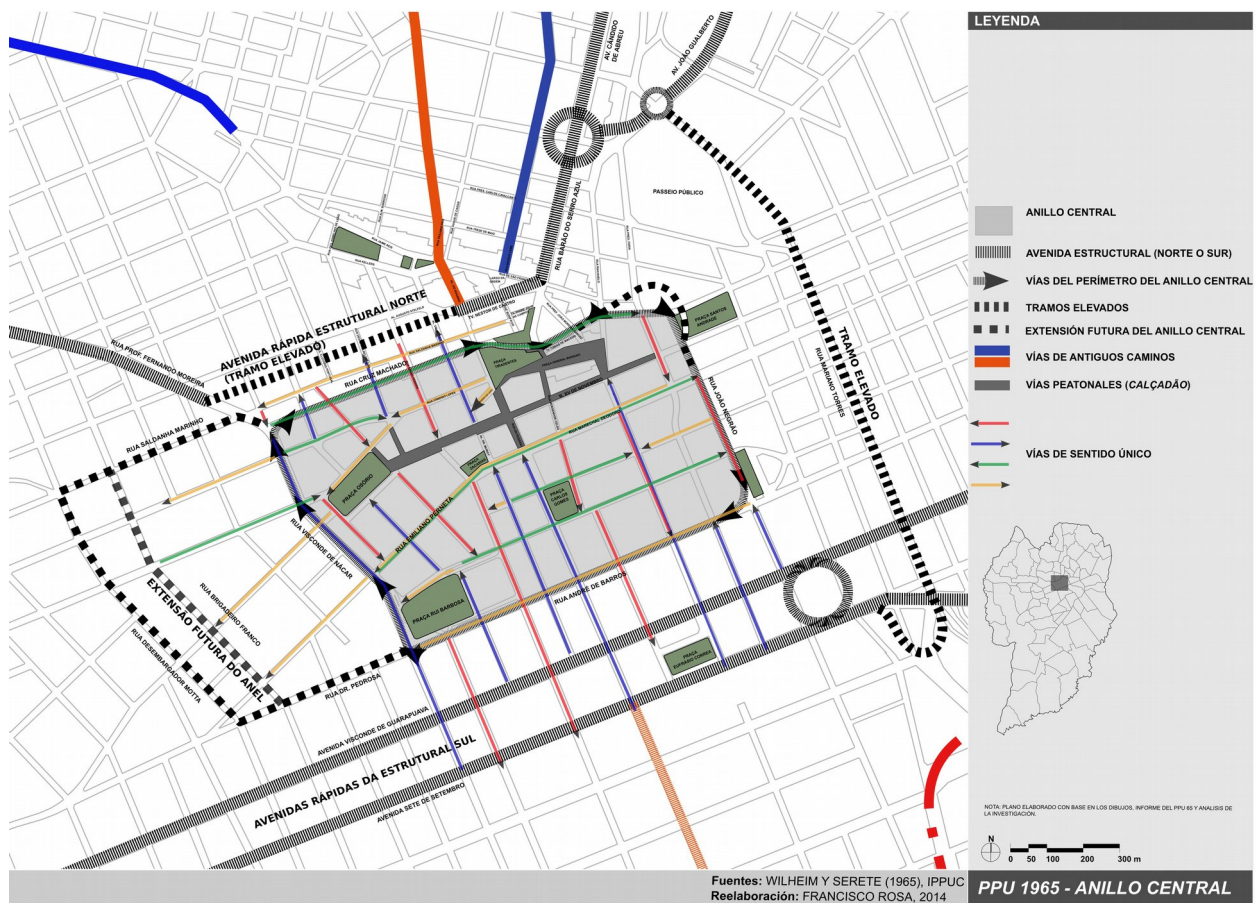 AV. CÂNDIDO
DE ABREU
AV. JOÃO GUALBERTO
PASSEIO PÚBLICO
RUA BARÃO DO SERRO AZUL
TV. NESTOR DE CASTRO
AVENIDA RÁPIDA ESTRUTURAL NORTE
(TRAMO ELEVADO)
RUA PROF. FERNANDO MOREIRA
RUA CRUZ MACHADO
RUA SALDANHA MARINHO
PRAÇA SANTOS
ANDRADE
PRAÇA
TIRADENTES
TRAMO ELEVADO
RUA MARIANO TORRES
RUA JOÃO NEGRÃO
PRAÇA OSÓRIO
PRAÇA
CARLOS
GOMES
RUA EMILIANO PERNETA
RUA VISCONDE DE NÁCAR
RUA BRIGADEIRO FRANCO
EXTENSÃO FUTURA DO ANEL
RUA DESEMBARGADOR MOTTA
PRAÇA RUI BARBOSA
RUA ANDRÉ DE BARROS
RUA DR. PEDROSA
PRAÇA
EUFRÁSIO CORREA
AVENIDA VISCONDE DE GUARAPUAVA
AVENIDAS RÁPIDAS DA ESTRUTURAL SUL
AVENIDA SETE DE SETEMBRO
LEYENDA
ANILLO CENTRAL
AVENIDA ESTRUCTURAL (NORTE O SUR)
VÍAS DEL PERÍMETRO DEL ANILLO CENTRAL
TRAMOS ELEVADOS
EXTENSIÓN FUTURA DEL ANILLO CENTRAL
VÍAS DE ANTIGUOS CAMINOS
VÍAS PEATONALES (CALÇADÃO)
VÍAS DE SENTIDO ÚNICO
NOTA: PLANO ELABORADO CON BASE EN LOS DIBUJOS, INFORME DEL PPU 65 Y ANALISIS DE
LA INVESTIGACIÓN.
N
0 50 100 200 300 m
Fuentes: WILHEIM Y SERETE (1965), IPPUC
Reelaboración: FRANCISCO ROSA, 2014
PPU 1965 - ANILLO CENTRAL